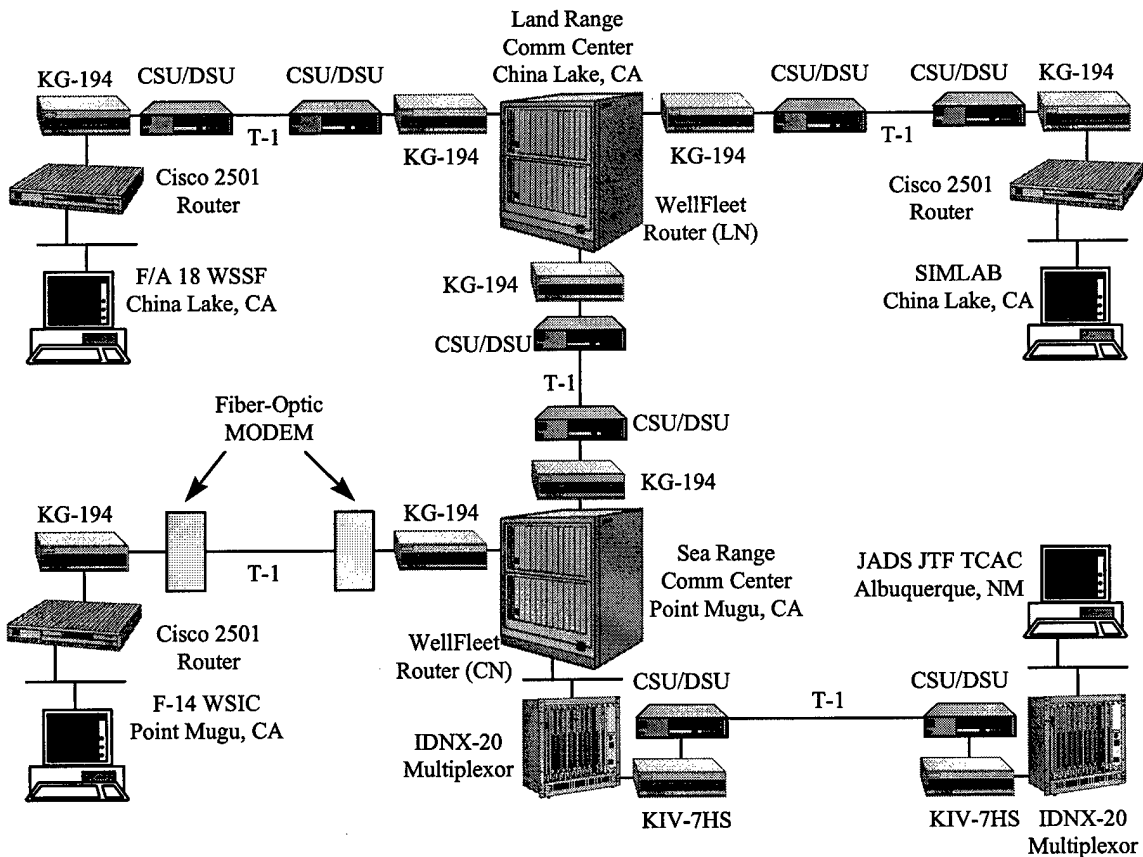 Land Range
Comm Center
China Lake, CA
KG-194
CSU/DSU
CSU/DSU
CSU/DSU
CSU/DSU
KG-194
T-1
KG-194
KG-194
T-1
Cisco 2501
Router
WellFleet
Router (LN)
Cisco 2501
Router
F/A 18 WSSF
China Lake, CA
KG-194
SIMLAB
China Lake, CA
CSU/DSU
T-1
Fiber-Optic
MODEM
CSU/DSU
KG-194
KG-194
KG-194
T-1
Sea Range
Comm Center
Point Mugu, CA
JADS JTF TCAC
Albuquerque, NM
Cisco 2501
Router
WellFleet
Router (CN)
F-14 WSIC
Point Mugu, CA
CSU/DSU
T-1
CSU/DSU
IDNX-20
Multiplexor
KIV-7HS
KIV-7HS
IDNX-20
Multiplexor